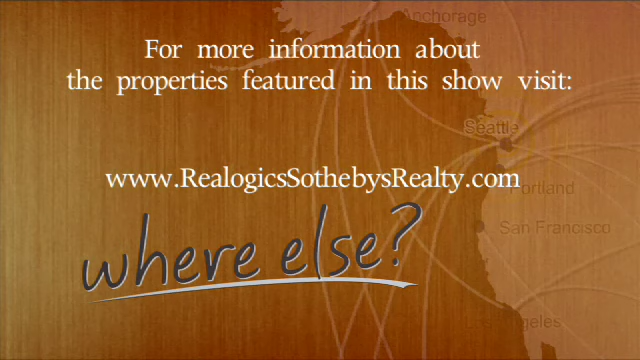 Anchorage
For more information about
the properties featured in this show visit:
Seattle
www.RealogicsSothebysRealty.com
Portland
San Francisco
where else?